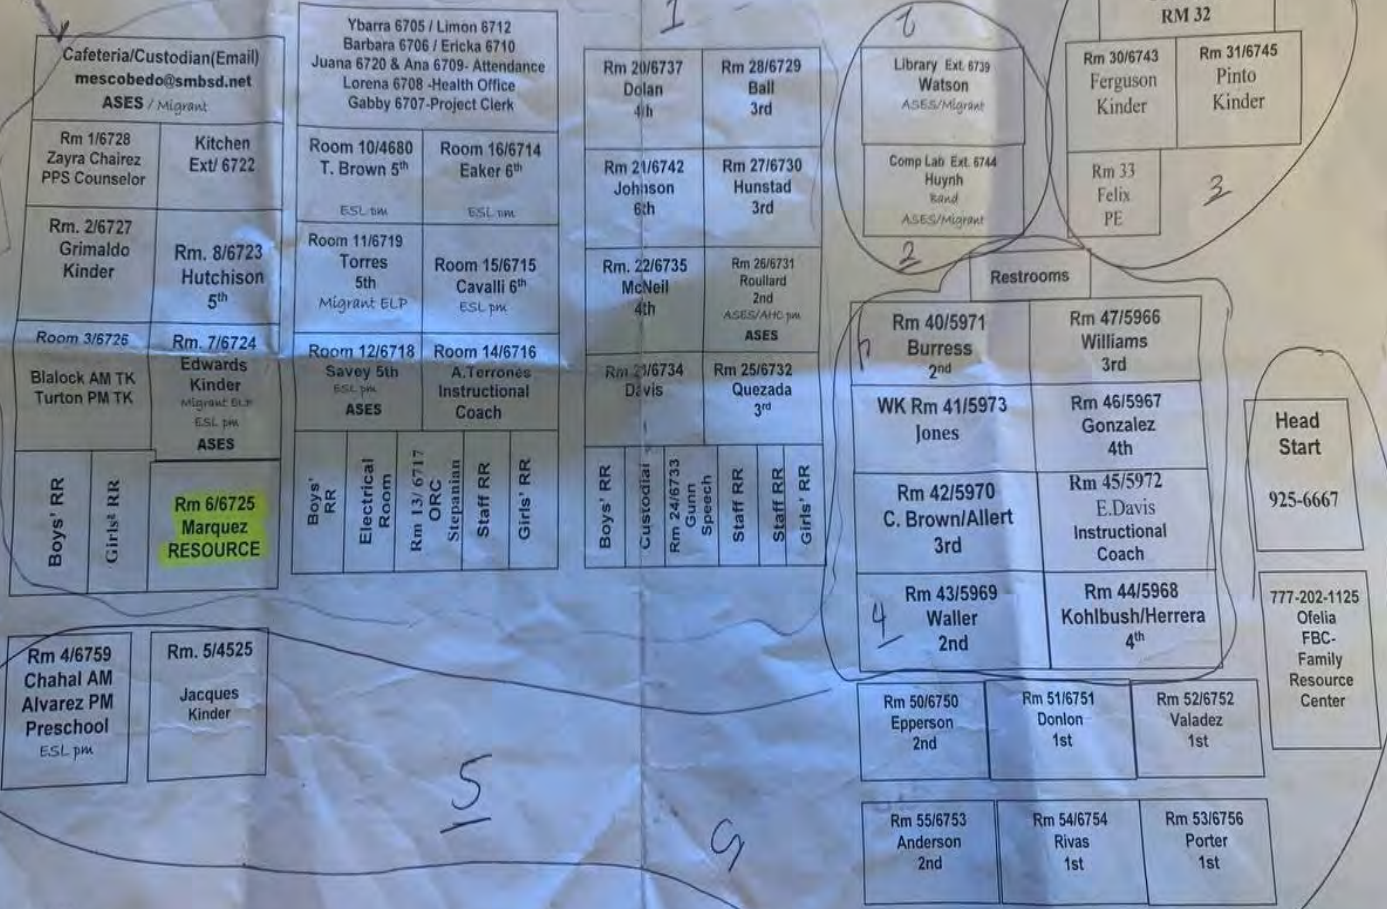 Cafeteria/Custodian(Email)
mescobedo@smbsd.net
ASES / Migrant
Rm 1/6728
Zayra Chairez
PPS Counselor
Kitchen
Ext/ 6722
Rm. 2/6727
Grimaldo
Kinder
Rm. 8/6723
Hutchison
5th
Room 3/6726
Blalock AM TK
Turton PM TK
Rm. 7/6724
Edwards
Kinder
Migrant ELP
ESL pm
ASES
Boys' RR
Girls' RR
Rm 6/6725
Marquez
RESOURCE
Rm 4/6759
Chahal AM
Alvarez PM
Preschool
ESL pm
Rm. 5/4525
Jacques
Kinder
Ybarra 6705 / Limon 6712
Barbara 6706 / Ericka 6710
Juana 6720 & Ana 6709- Attendance
Lorena 6708 -Health Office
Gabby 6707-Project Clerk
Room 10/4680
T. Brown 5th
ESL pm
Room 16/6714
Eaker 6th
ESL pm
Room 11/6719
Torres
5th
Migrant ELP
Room 15/6715
Cavalli 6th
ESL pm
Room 12/6718
Savey 5th
ESL pm
ASES
Room 14/6716
A.Terrones
Instructional
Coach
Boys'
RR
Electrical
Room
Rm 13/ 6717
ORC
Stepanian
Staff RR
Girls' RR
1
Rm 20/6737
Dolan
4th
Rm 28/6729
Ball
3rd
Rm 21/6742
Johnson
6th
Rm 27/6730
Hunstad
3rd
Rm. 22/6735
McNeil
4th
Rm 26/6731
Roullard
2nd
ASES/AHC pm
ASES
Rm 23/6734
Davis
Rm 25/6732
Quezada
3rd
Boys' RR
Custodial
Rm 24/6733
Gunn
Speech
Staff RR
Staff RR
Girls' RR
Library Ext. 6739
Watson
ASES/Migrant
Comp Lab Ext. 6744
Huynh
Band
ASES/Migrant
2
RM 32
Rm 30/6743
Ferguson
Kinder
Rm 31/6745
Pinto
Kinder
Rm 33
Felix
PE
3
Restrooms
Rm 40/5971
Burress
2nd
Rm 47/5966
Williams
3rd
WK Rm 41/5973
Jones
Rm 46/5967
Gonzalez
4th
Rm 42/5970
C. Brown/Allert
3rd
Rm 45/5972
E.Davis
Instructional
Coach
4
Rm 43/5969
Waller
2nd
Rm 44/5968
Kohlbush/Herrera
4th
Head
Start
925-6667
777-202-1125
Ofelia
FBC-
Family
Resource
Center
Rm 50/6750
Epperson
2nd
Rm 51/6751
Donlon
1st
Rm 52/6752
Valadez
1st
Rm 55/6753
Anderson
2nd
Rm 54/6754
Rivas
1st
Rm 53/6756
Porter
1st
5